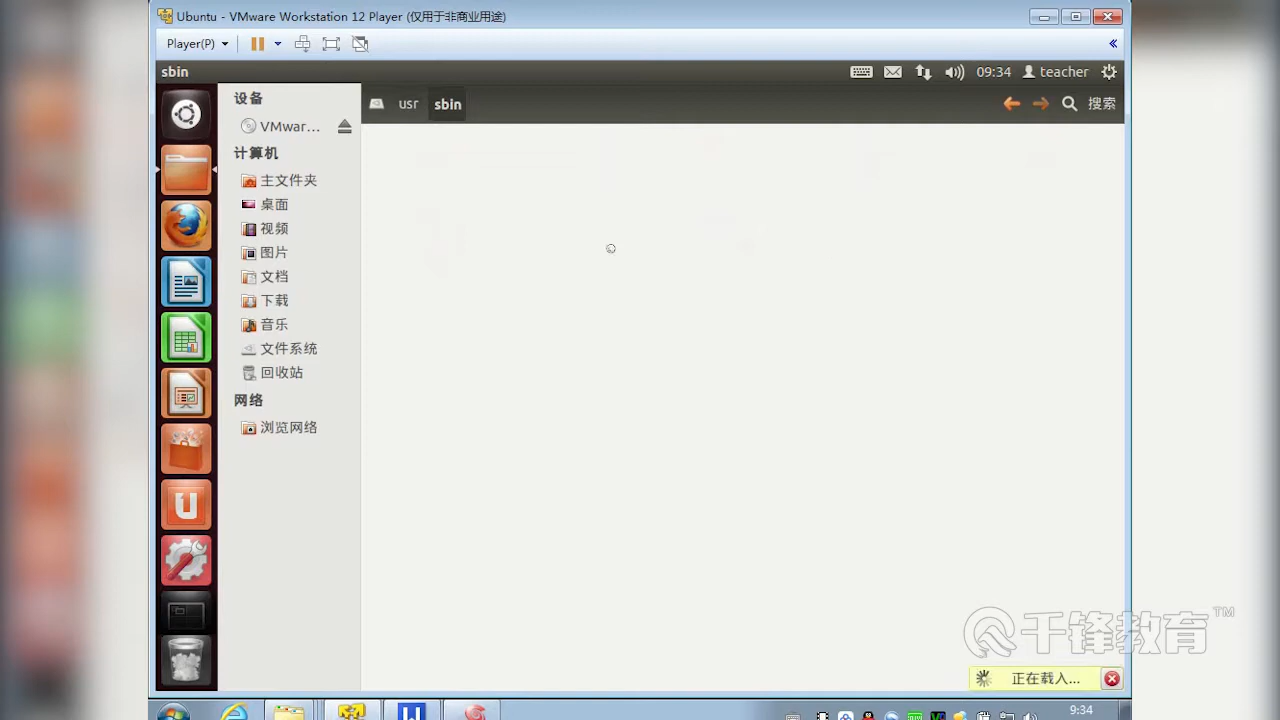 Ubuntu - VMware Workstation 12 Player (仅用于非商业用途)
Player(P)
sbin
09:34
teacher
设备
VMwar...
计算机
主文件夹
桌面
视频
图片
文档
下载
音乐
文件系统
回收站
网络
浏览网络
usr
sbin
搜索
千锋教育™
正在载入...
9:34